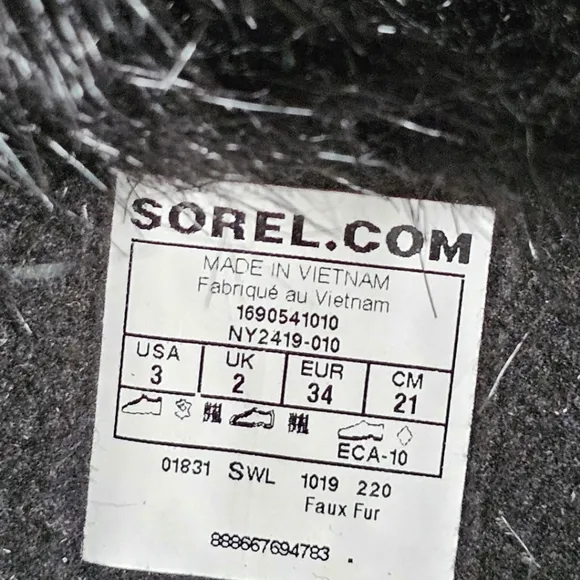 SOREL.COM
MADE IN VIETNAM
Fabriqué au Vietnam
1690541010
NY2419-010
USA UK EUR CM
3 2 34 21
ECA-10
01831 SWL 1019 220
Faux Fur
888667694783